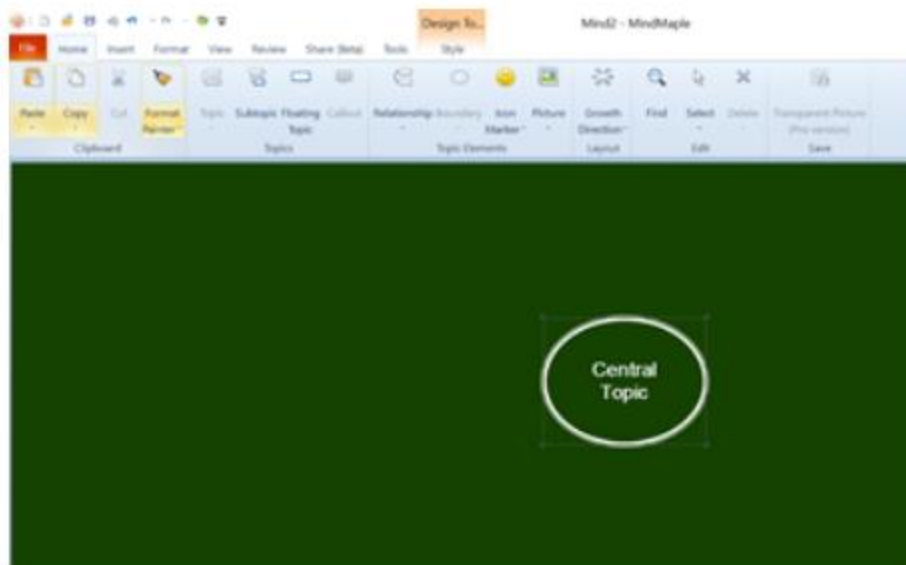 Design To...
Mind2 - MindMaple
File Home Insert Format View Review Share (Beta) Tools Style
Paste Copy Cut Format Painter Topic Subtopic Floating Topic Callout Relationship Boundary Icon Marker Picture Growth Direction Find Select Delete Transparent Picture (Pro version)
Clipboard Topics Topic Elements Layout Edit Save
Central
Topic